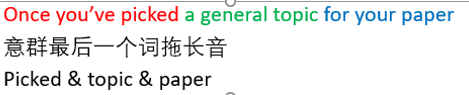 Once you’ve picked a general topic for your paper
意群最后一个词拖长音
Picked & topic & paper